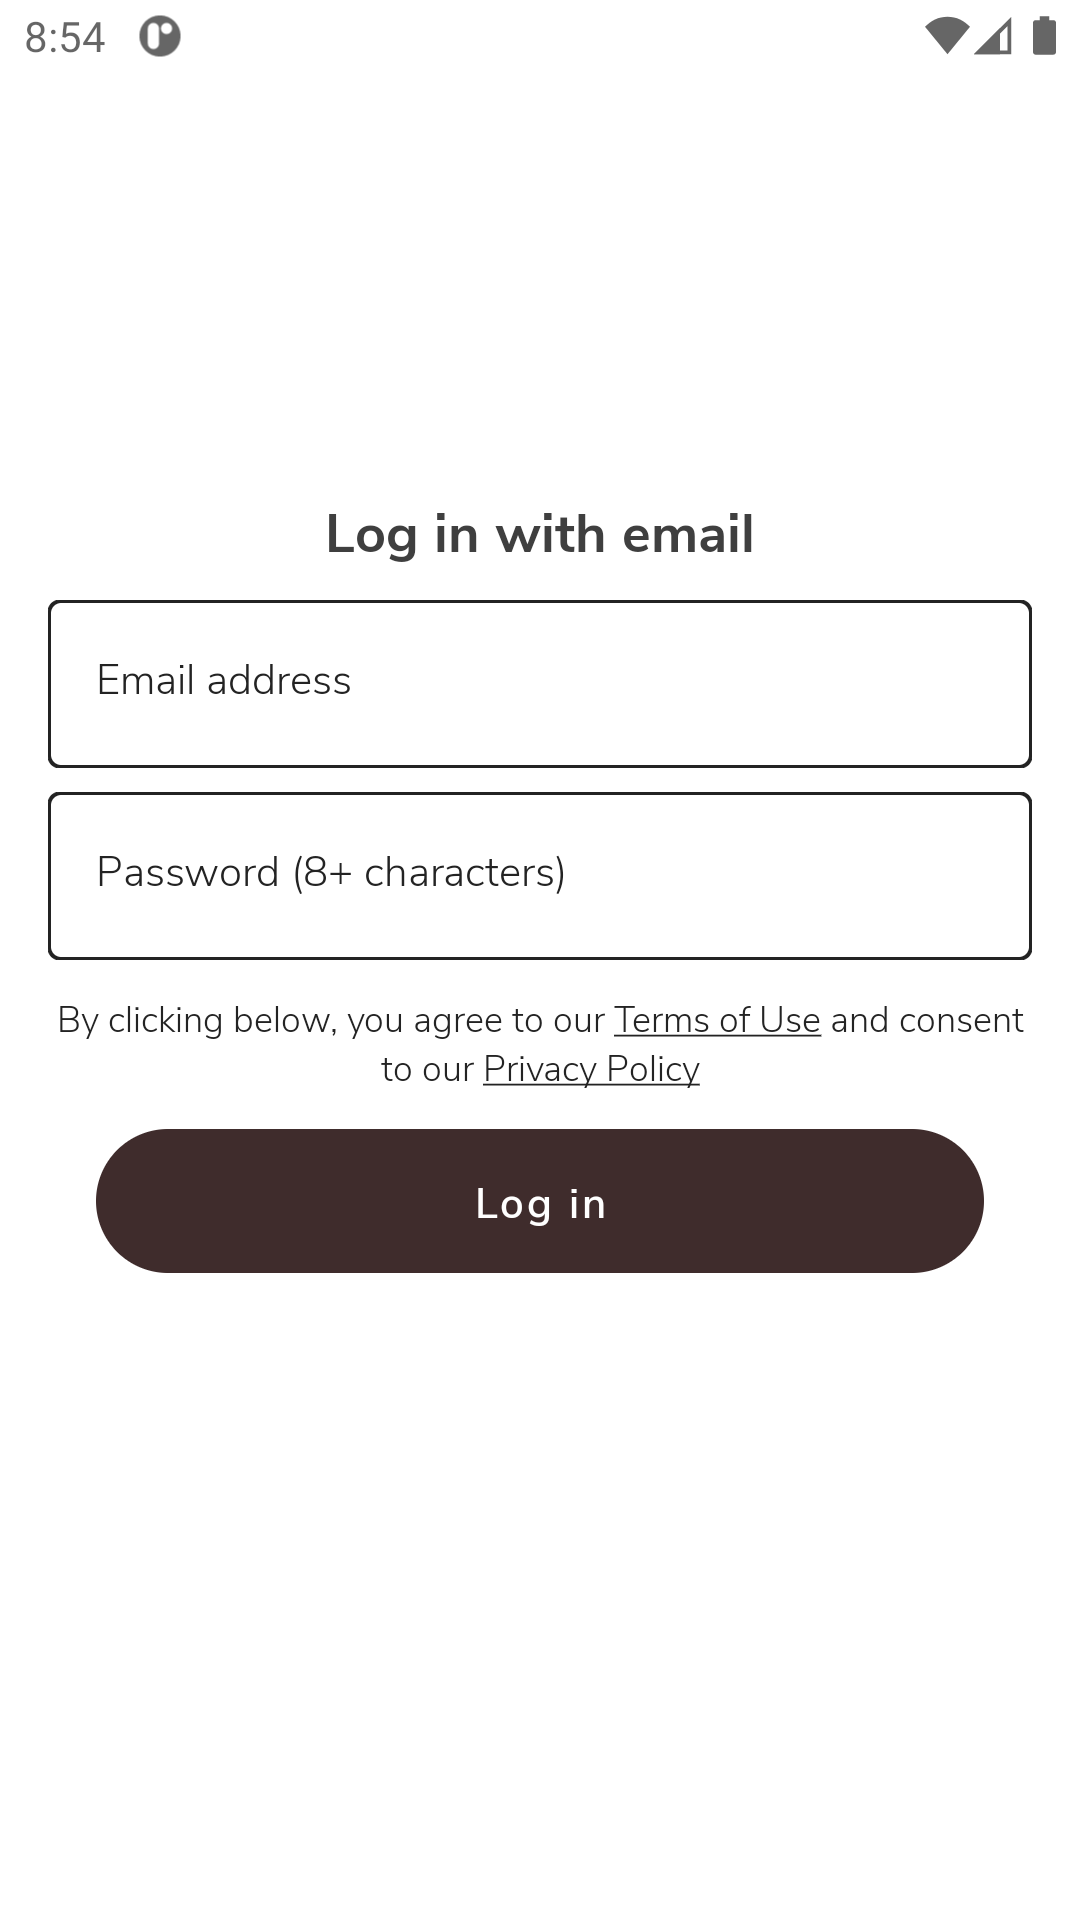 8:54
Log in with email
Email address
Password (8+ characters)
By clicking below, you agree to our Terms of Use and consent
to our Privacy Policy
Log in